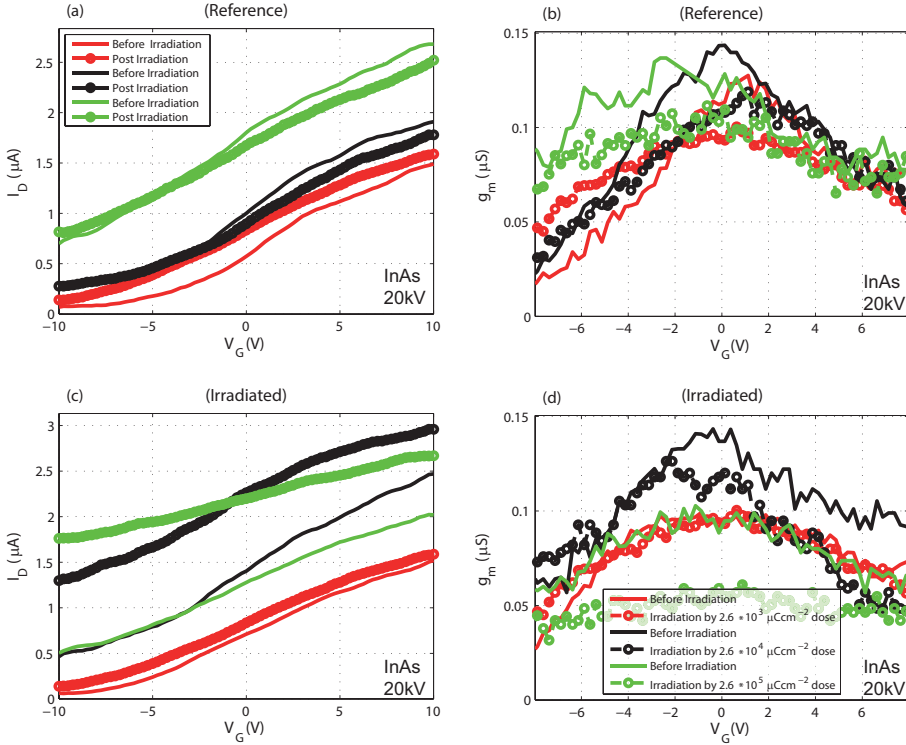 (a) (Reference)
Before Irradiation
Post Irradiation
Before Irradiation
Post Irradiation
Before Irradiation
Post Irradiation
I_D (μA)
2.5
2
1.5
1
0.5
0
−10 −5 0 5 10
V_G (V)
InAs
20kV
(b) (Reference)
g_m (μS)
0.15
0.10
0.05
0
−6 −4 −2 0 2 4 6
V_G (V)
InAs
20kV
(c) (Irradiated)
I_D (μA)
3
2.5
2
1.5
1
0.5
0
−10 −5 0 5 10
V_G (V)
InAs
20kV
(d) (Irradiated)
g_m (μS)
0.15
0.1
0.05
0
Before Irradiation
Irradiation by 2.6 *10³ μCcm⁻² dose
Before Irradiation
Irradiation by 2.6 *10⁴ μCcm⁻² dose
Before Irradiation
Irradiation by 2.6 *10⁵ μCcm⁻² dose
−6 −4 −2 0 2 4 6
V_G (V)
InAs
20kV